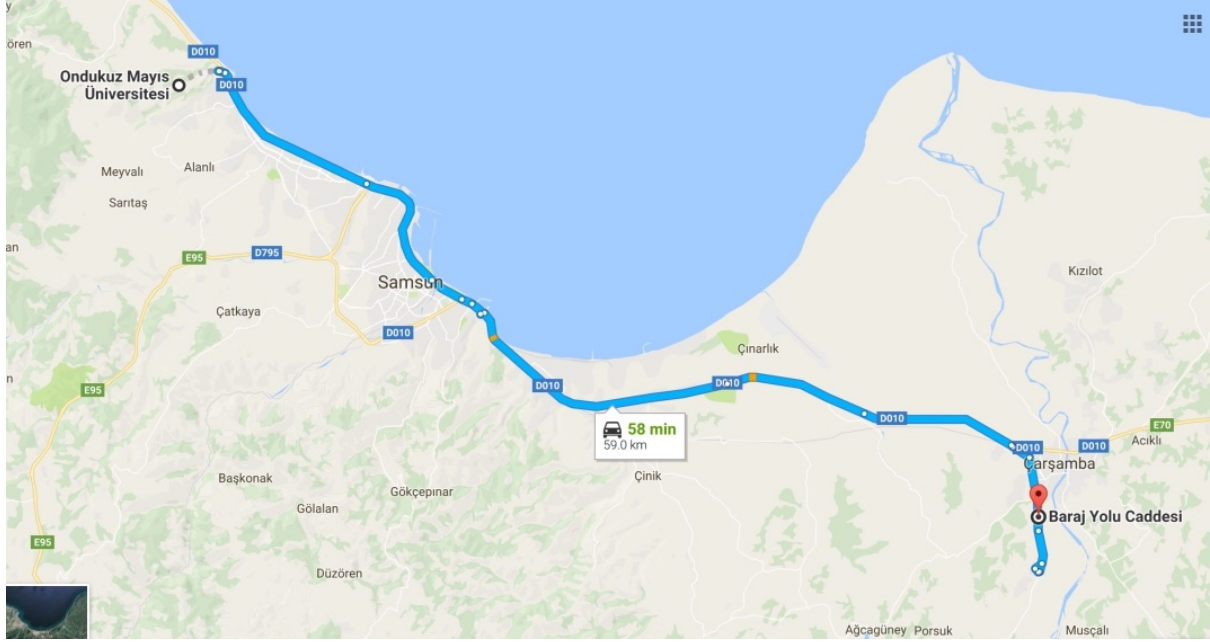 y
ören
D010
D010
Ondukuz Mayıs
Üniversitesi
Meyvalı
Alanlı
Sarıtaş
an
E95
D795
Samsun
Kızılot
Çatkaya
D010
Çınarlık
D010
D010
n
E95
58 min
59.0 km
D010
E70
D010
D010
Acıklı
Çarşamba
Başkonak
Gökçepınar
Çinik
Gölalan
Baraj Yolu Caddesi
E95
Düzören
Ağcagüney
Porsuk
Musçalı